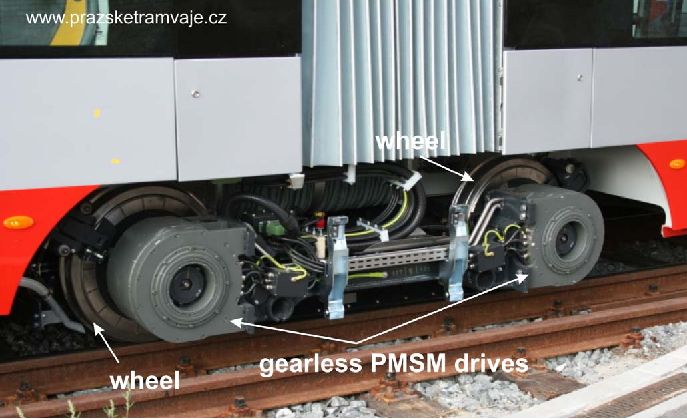 www.prazsketramvaje.cz
wheel
gearless PMSM drives
wheel